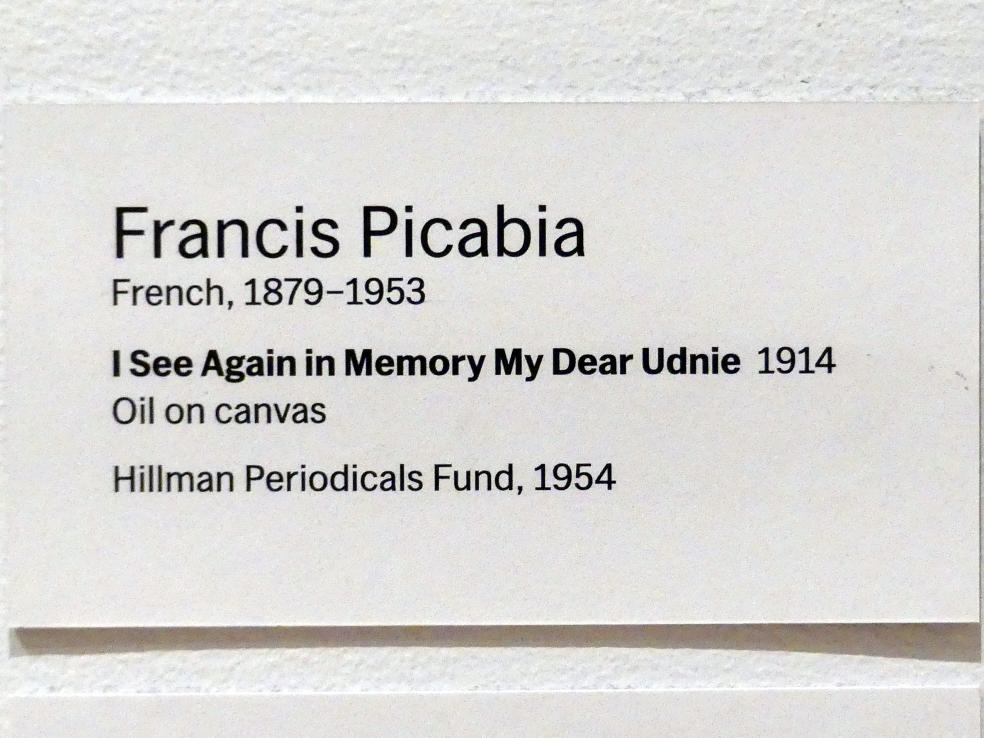 Francis Picabia
French, 1879–1953
I See Again in Memory My Dear Udnie 1914
Oil on canvas
Hillman Periodicals Fund, 1954